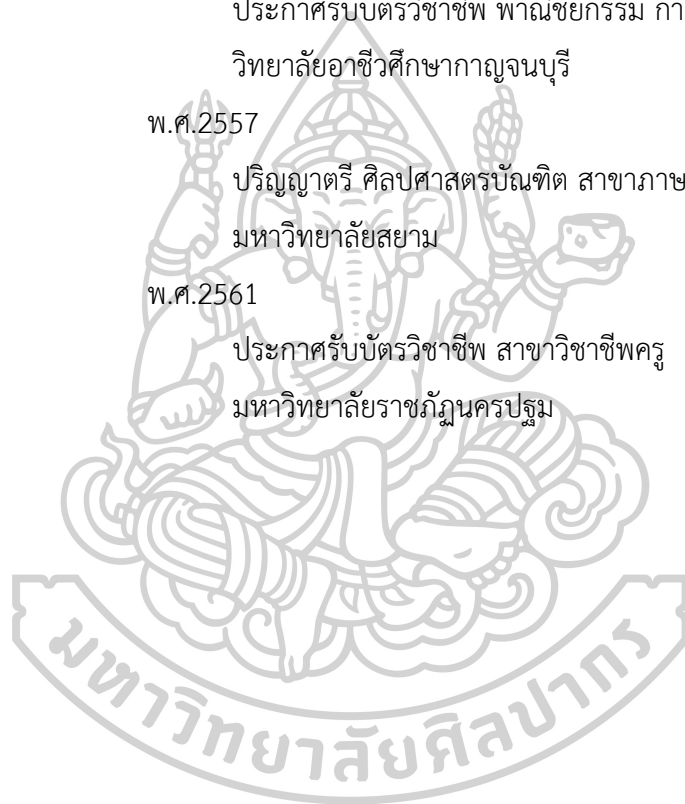 ประกาศรับบัตรวิชาชีพ พาณิชยกรรม
วิทยาลัยอาชีวศึกษากาญจนบุรี
พ.ศ.2557
ปริญญาตรี ศิลปศาสตรบัณฑิต สาขาภาษ
มหาวิทยาลัยสยาม
พ.ศ.2561
ประกาศรับบัตรวิชาชีพ สาขาวิชาชีพครู
มหาวิทยาลัยราชภัฏนครปฐม
มหาวิทยาลัยศิลปากร